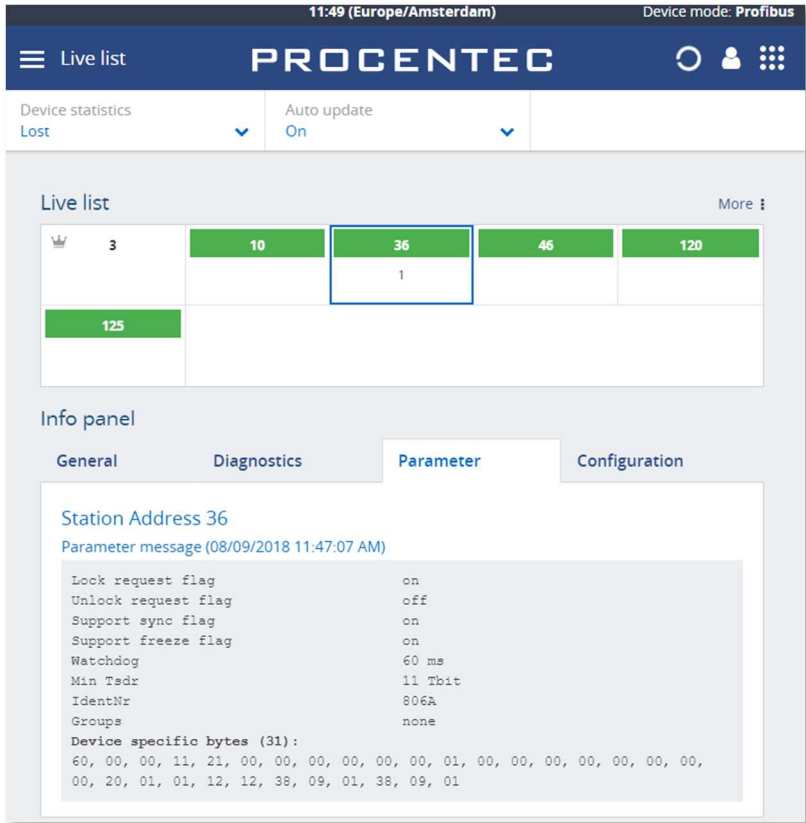 11:49 (Europe/Amsterdam) Device mode: Profibus
Live list PROCENTEC
Device statistics Auto update
Lost On
Live list More
3 10 36 46 120
1
125
Info panel
General Diagnostics Parameter Configuration
Station Address 36
Parameter message (08/09/2018 11:47:07 AM)
Lock request flag on
Unlock request flag off
Support sync flag on
Support freeze flag on
Watchdog 60 ms
Min Tsdr 11 Tbit
IdentNr 806A
Groups none
Device specific bytes (31):
60, 00, 00, 11, 21, 00, 00, 00, 00, 00, 00, 01, 00, 00, 00, 00, 00, 00, 00,
00, 20, 01, 01, 12, 12, 38, 09, 01, 38, 09, 01